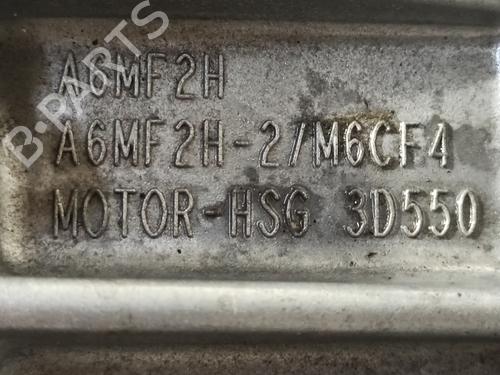 A6MF2H
A6MF2H-2/M6CF4
MOTOR-HSG 3D550
B-PARTS